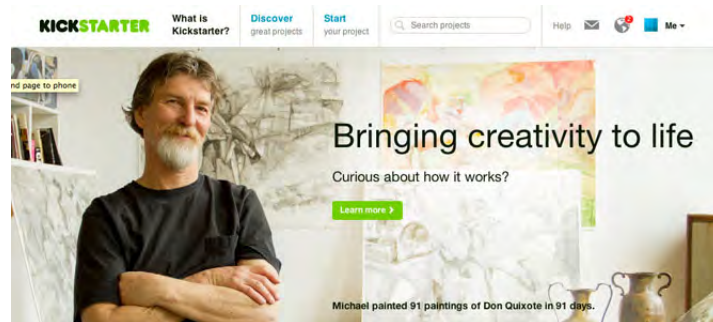 KICKSTARTER
What is
Kickstarter?
Discover
great projects
Start
your project
Search projects
Help
2
Me
nd page to phone
Bringing creativity to life
Curious about how it works?
Learn more
Michael painted 91 paintings of Don Quixote in 91 days.